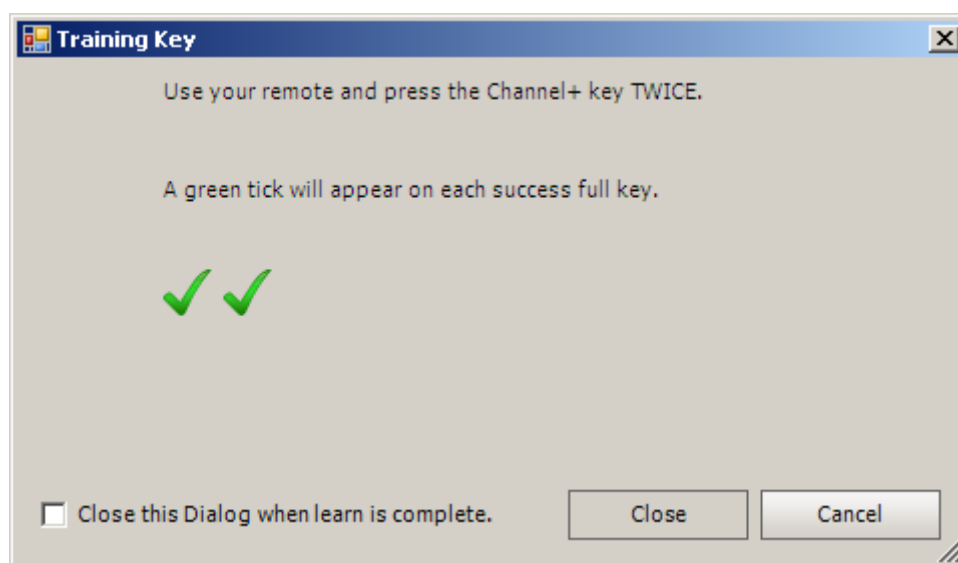 Training Key
Use your remote and press the Channel+ key TWICE.
A green tick will appear on each success full key.
Close this Dialog when learn is complete.
Close
Cancel